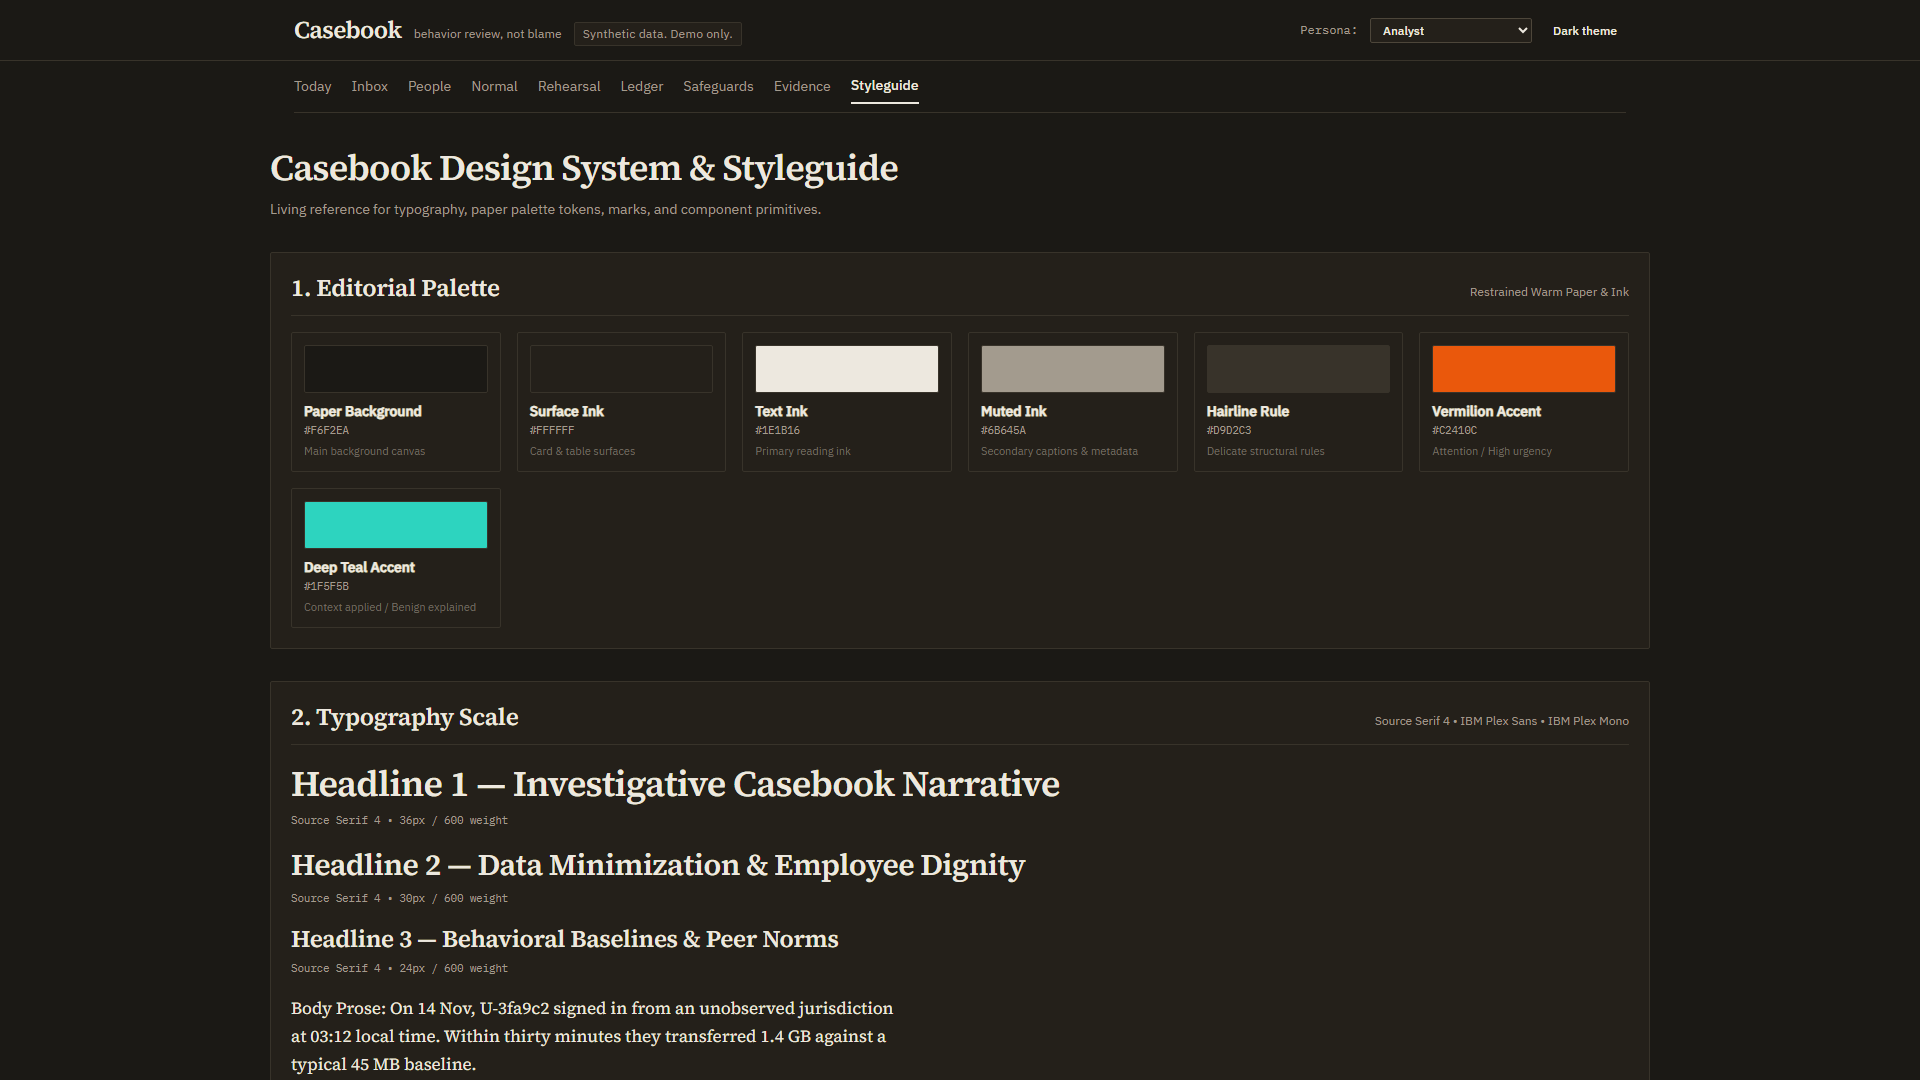 Casebook
behavior review, not blame
Synthetic data. Demo only.
Persona:
Analyst
Dark theme
Today
Inbox
People
Normal
Rehearsal
Ledger
Safeguards
Evidence
Styleguide
Casebook Design System & Styleguide
Living reference for typography, paper palette tokens, marks, and component primitives.
1. Editorial Palette
Restrained Warm Paper & Ink
Paper Background
#F6F2EA
Main background canvas
Surface Ink
#FFFFFF
Card & table surfaces
Text Ink
#1E1B16
Primary reading ink
Muted Ink
#6B645A
Secondary captions & metadata
Hairline Rule
#D9D2C3
Delicate structural rules
Vermilion Accent
#C2410C
Attention / High urgency
Deep Teal Accent
#1F5F5B
Context applied / Benign explained
2. Typography Scale
Source Serif 4 • IBM Plex Sans • IBM Plex Mono
Headline 1 — Investigative Casebook Narrative
Source Serif 4 • 36px / 600 weight
Headline 2 — Data Minimization & Employee Dignity
Source Serif 4 • 30px / 600 weight
Headline 3 — Behavioral Baselines & Peer Norms
Source Serif 4 • 24px / 600 weight
Body Prose: On 14 Nov, U-3fa9c2 signed in from an unobserved jurisdiction
at 03:12 local time. Within thirty minutes they transferred 1.4 GB against a
typical 45 MB baseline.